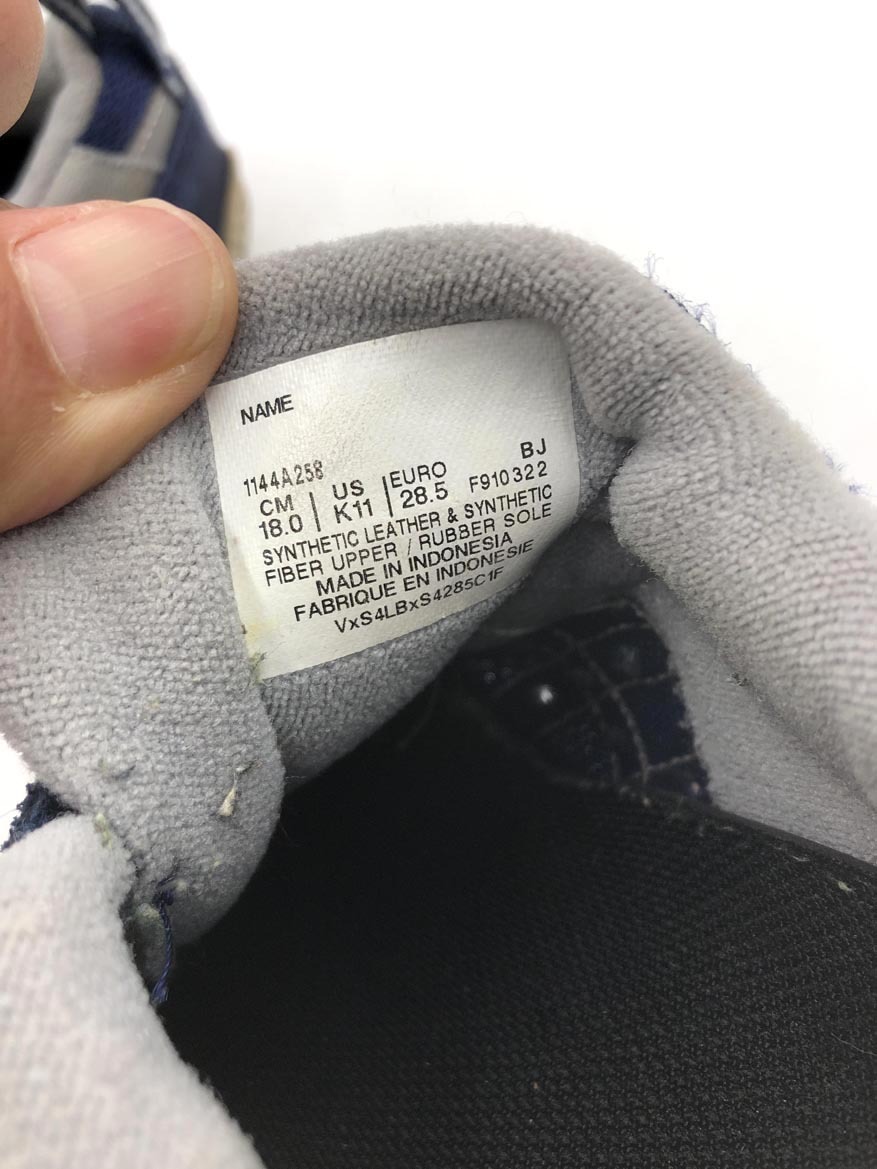 NAME
BJ
1144A258
CM | US | EURO F910322
18.0 | K11 | 28.5
SYNTHETIC LEATHER & SYNTHETIC
FIBER UPPER / RUBBER SOLE
MADE IN INDONESIA
FABRIQUE EN INDONESIE
VxS4LBxS4285C1F